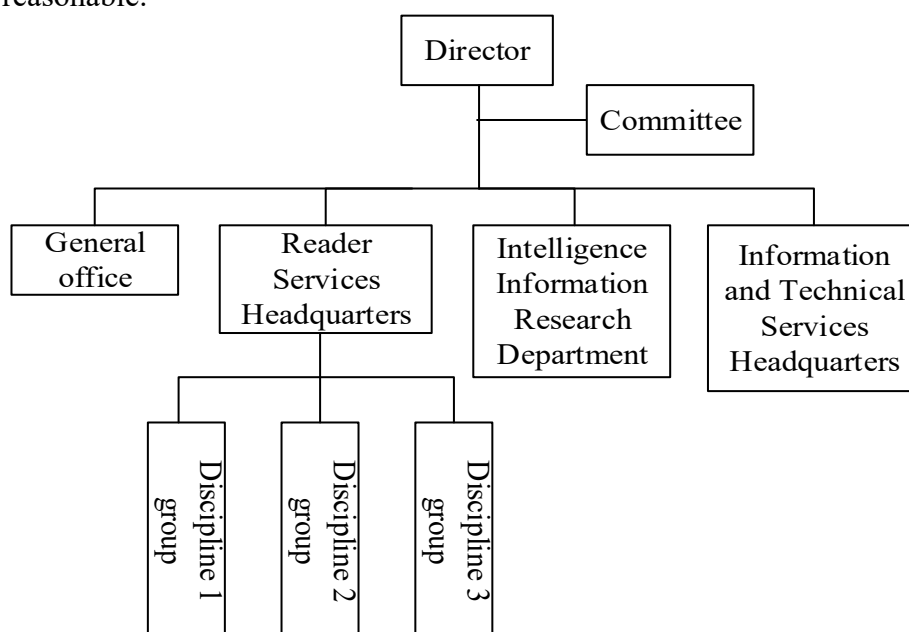 reasonable.
Director
Committee
General
office
Reader
Services
Headquarters
Intelligence
Information
Research
Department
Information
and Technical
Services
Headquarters
Discipline 1
group
Discipline 2
group
Discipline 3
group